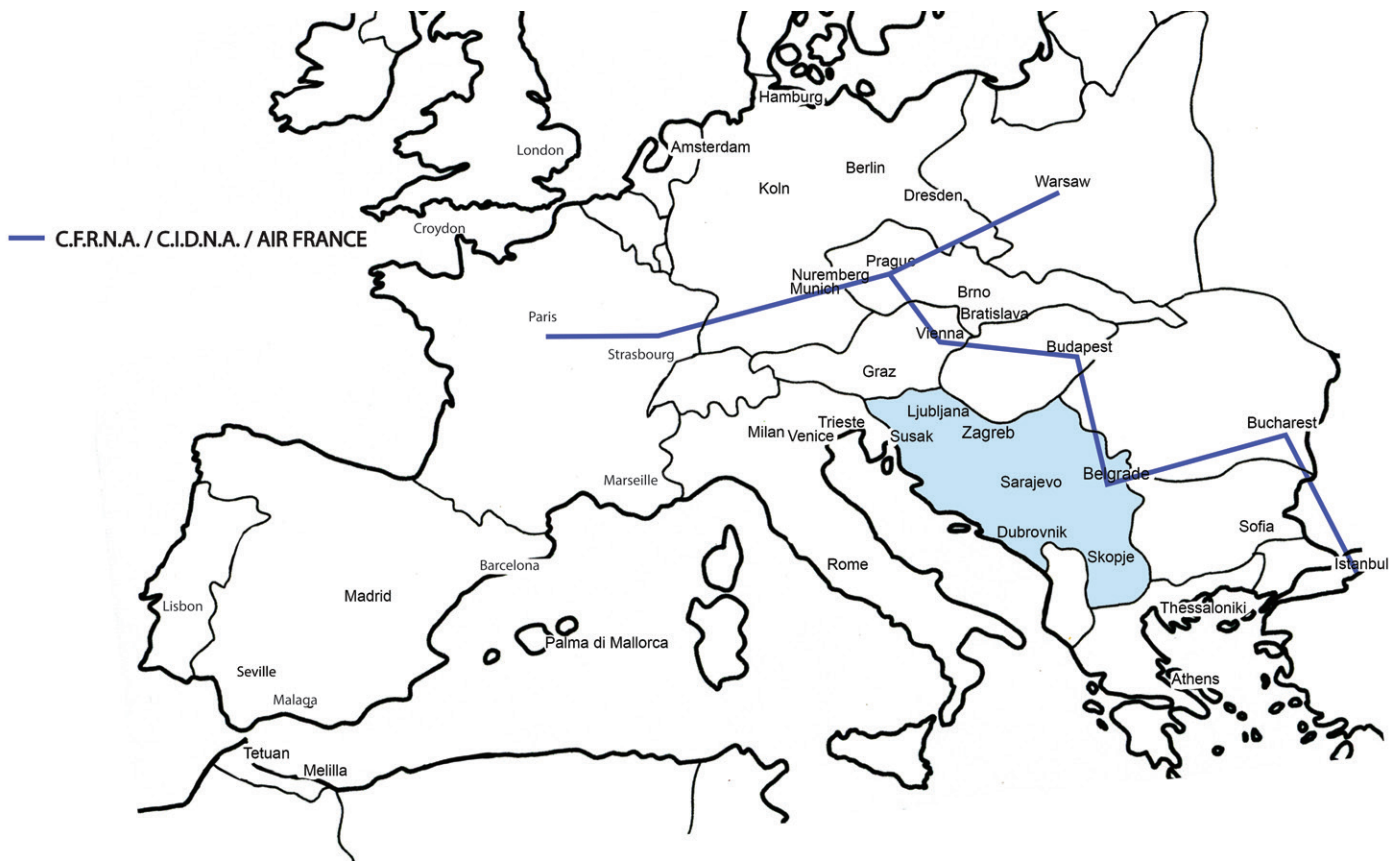 Hamburg
London
Amsterdam
Berlin
Koln
Warsaw
Dresden
Croydon
C.F.R.N.A. / C.I.D.N.A. / AIR FRANCE
Prague
Nuremberg
Munich
Brno
Paris
Bratislava
Vienna
Strasbourg
Budapest
Graz
Ljubljana
Trieste
Bucharest
Milan
Venice
Susak
Zagreb
Marseille
Belgrade
Sarajevo
Sofia
Dubrovnik
Skopje
Barcelona
Rome
Istanbul
Madrid
Lisbon
Thessaloniki
Palma di Mallorca
Seville
Athens
Malaga
Tetuan
Melilla